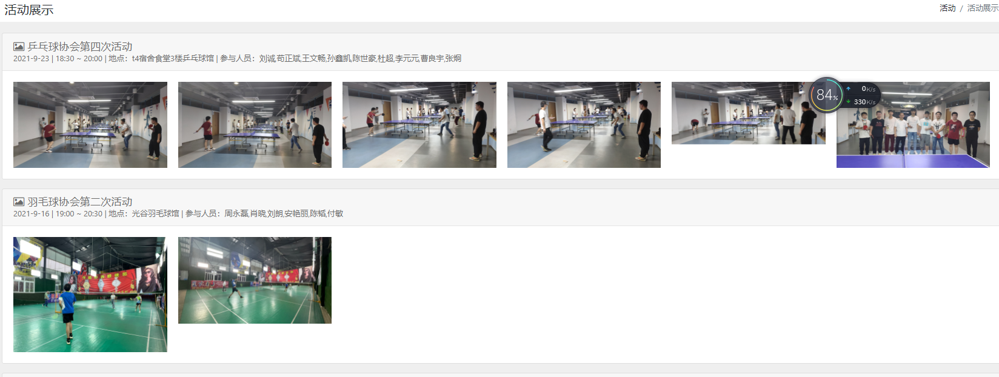 活动展示
活动 / 活动展示
乒乓球协会第四次活动
2021-9-23 | 18:30 ~ 20:00 | 地点：t4宿舍食堂3楼乒乓球馆 | 参与人员：刘诚,苟正斌,王文畅,孙鑫凯,陈世豪,杜超,李元元,曹良宇,张炯
84%
0K/s
330K/s
羽毛球协会第二次活动
2021-9-16 | 19:00 ~ 20:30 | 地点：光谷羽毛球馆 | 参与人员：周永磊,肖晓,刘朗,安艳丽,陈韬,付敏